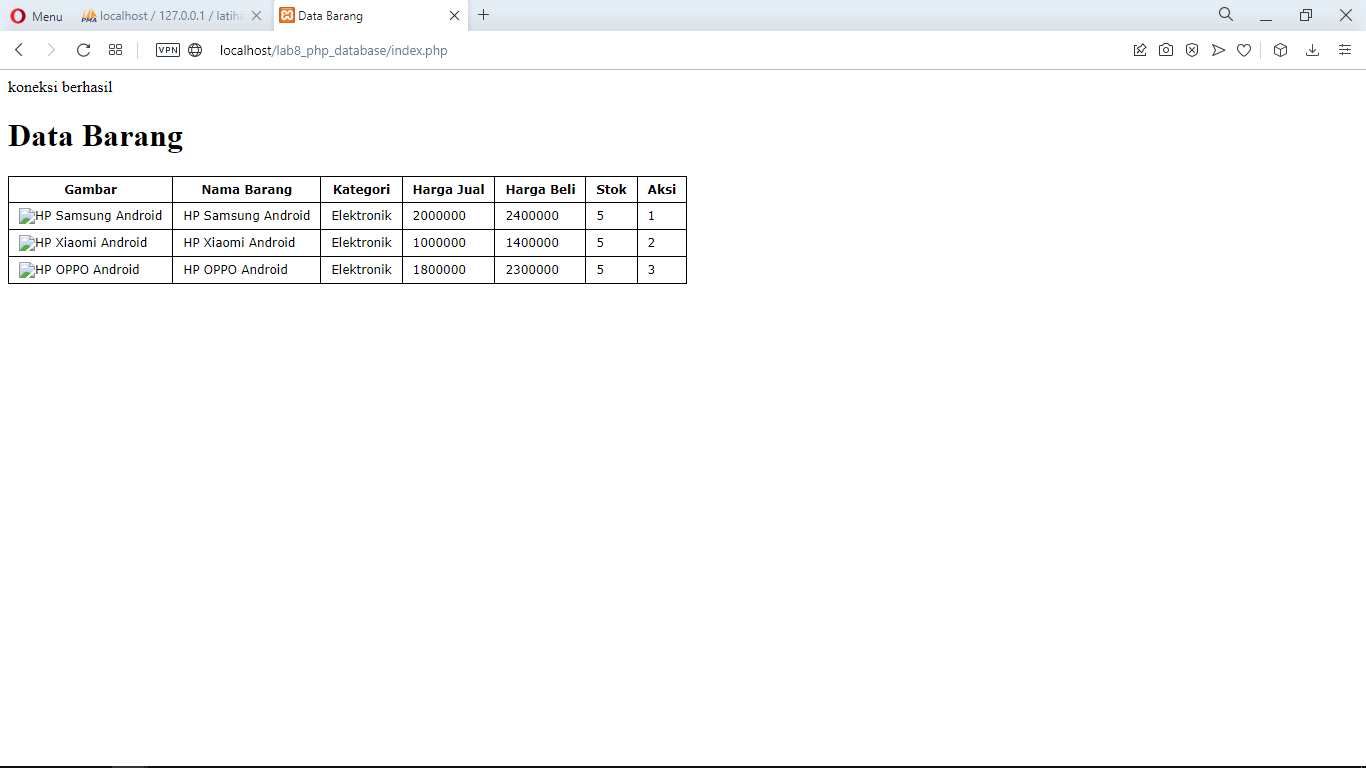 Menu
localhost / 127.0.0.1 / latiha
Data Barang
VPN
localhost/lab8_php_database/index.php
koneksi berhasil
Data Barang
Gambar Nama Barang Kategori Harga Jual Harga Beli Stok Aksi
HP Samsung Android HP Samsung Android Elektronik 2000000 2400000 5 1
HP Xiaomi Android HP Xiaomi Android Elektronik 1000000 1400000 5 2
HP OPPO Android HP OPPO Android Elektronik 1800000 2300000 5 3